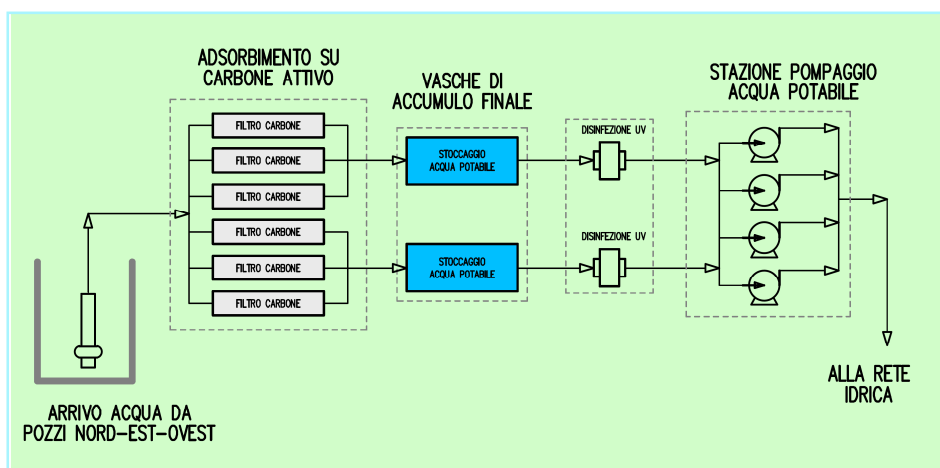 ADSORBIMENTO SU
CARBONE ATTIVO
FILTRO CARBONE
FILTRO CARBONE
FILTRO CARBONE
FILTRO CARBONE
FILTRO CARBONE
FILTRO CARBONE
VASCHE DI
ACCUMULO FINALE
STOCCAGGIO
ACQUA POTABILE
STOCCAGGIO
ACQUA POTABILE
DISINFEZIONE UV
DISINFEZIONE UV
STAZIONE POMPAGGIO
ACQUA POTABILE
ARRIVO ACQUA DA
POZZI NORD-EST-OVEST
ALLA RETE
IDRICA